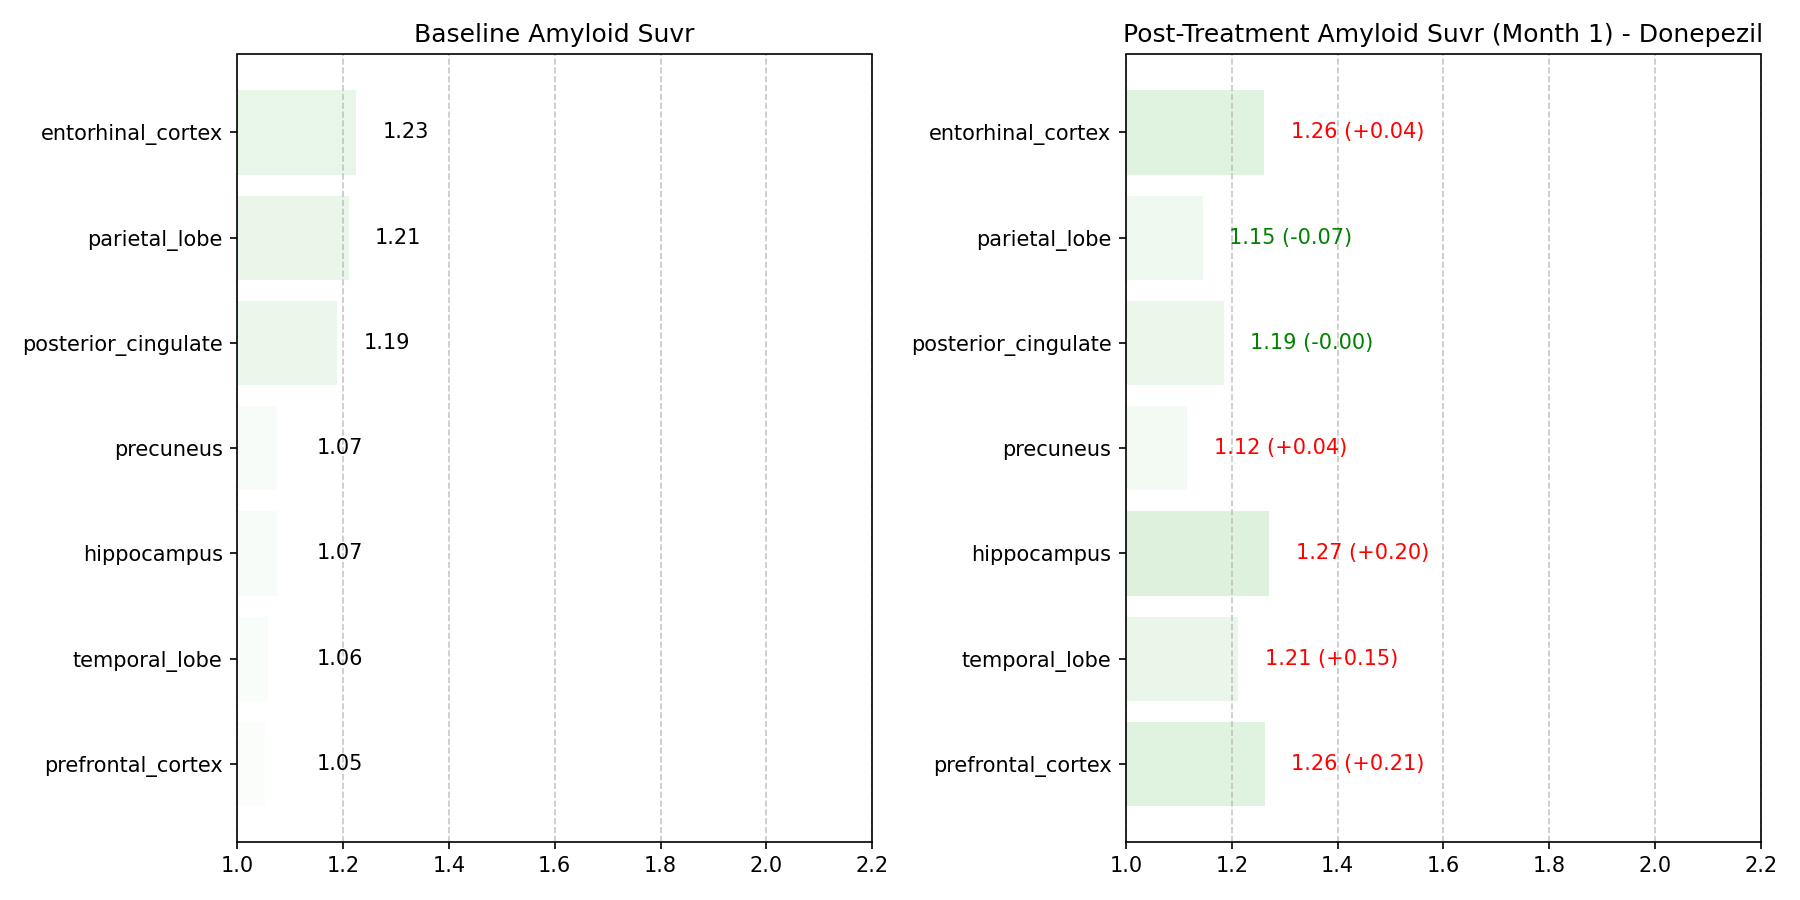 Baseline Amyloid Suvr
entorhinal_cortex 1.23
parietal_lobe 1.21
posterior_cingulate 1.19
precuneus 1.07
hippocampus 1.07
temporal_lobe 1.06
prefrontal_cortex 1.05
1.0 1.2 1.4 1.6 1.8 2.0 2.2
Post-Treatment Amyloid Suvr (Month 1) - Donepezil
entorhinal_cortex 1.26 (+0.04)
parietal_lobe 1.15 (-0.07)
posterior_cingulate 1.19 (-0.00)
precuneus 1.12 (+0.04)
hippocampus 1.27 (+0.20)
temporal_lobe 1.21 (+0.15)
prefrontal_cortex 1.26 (+0.21)
1.0 1.2 1.4 1.6 1.8 2.0 2.2